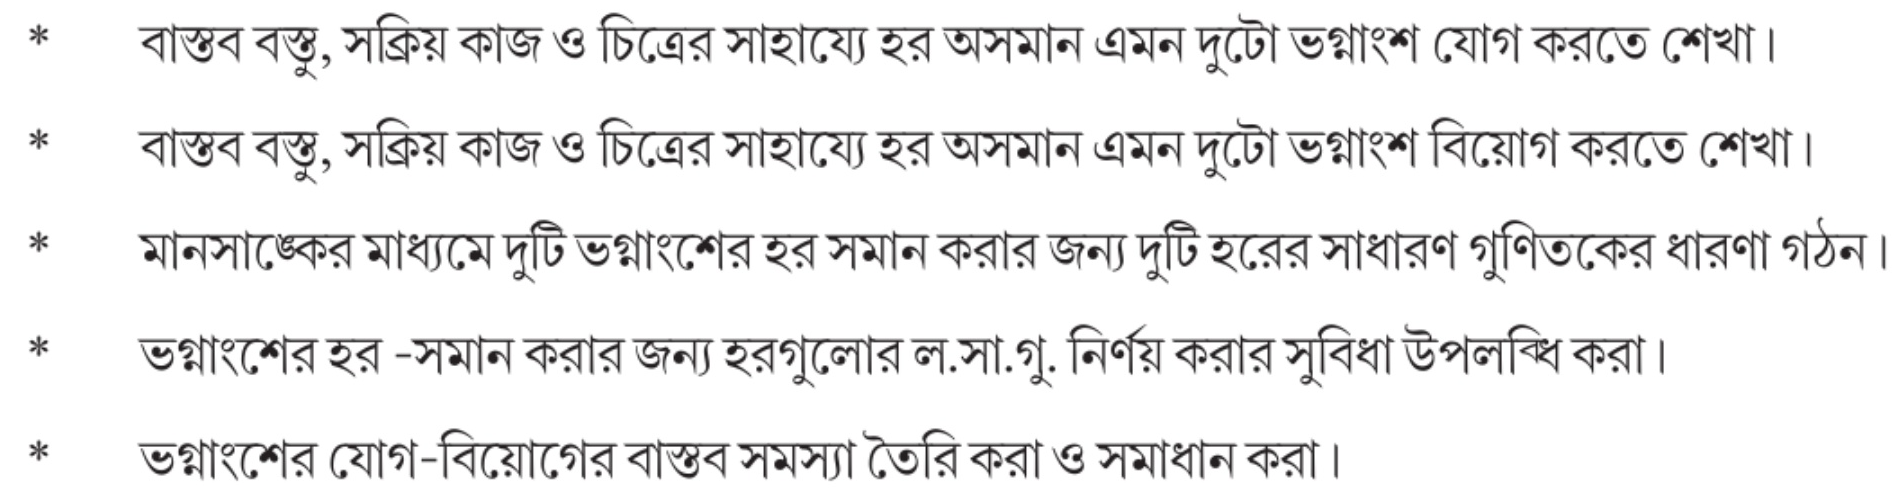 * বাস্তব বস্তু, সক্রিয় কাজ ও চিত্রের সাহায্যে হর অসমান এমন দুটো ভগ্নাংশ যোগ করতে শেখা।
* বাস্তব বস্তু, সক্রিয় কাজ ও চিত্রের সাহায্যে হর অসমান এমন দুটো ভগ্নাংশ বিয়োগ করতে শেখা।
* মানসাঙ্কের মাধ্যমে দুটি ভগ্নাংশের হর সমান করার জন্য দুটি হরের সাধারণ গুণিতকের ধারণা গঠন।
* ভগ্নাংশের হর -সমান করার জন্য হরগুলোর ল.সা.গু. নির্ণয় করার সুবিধা উপলব্ধি করা।
* ভগ্নাংশের যোগ-বিয়োগের বাস্তব সমস্যা তৈরি করা ও সমাধান করা।